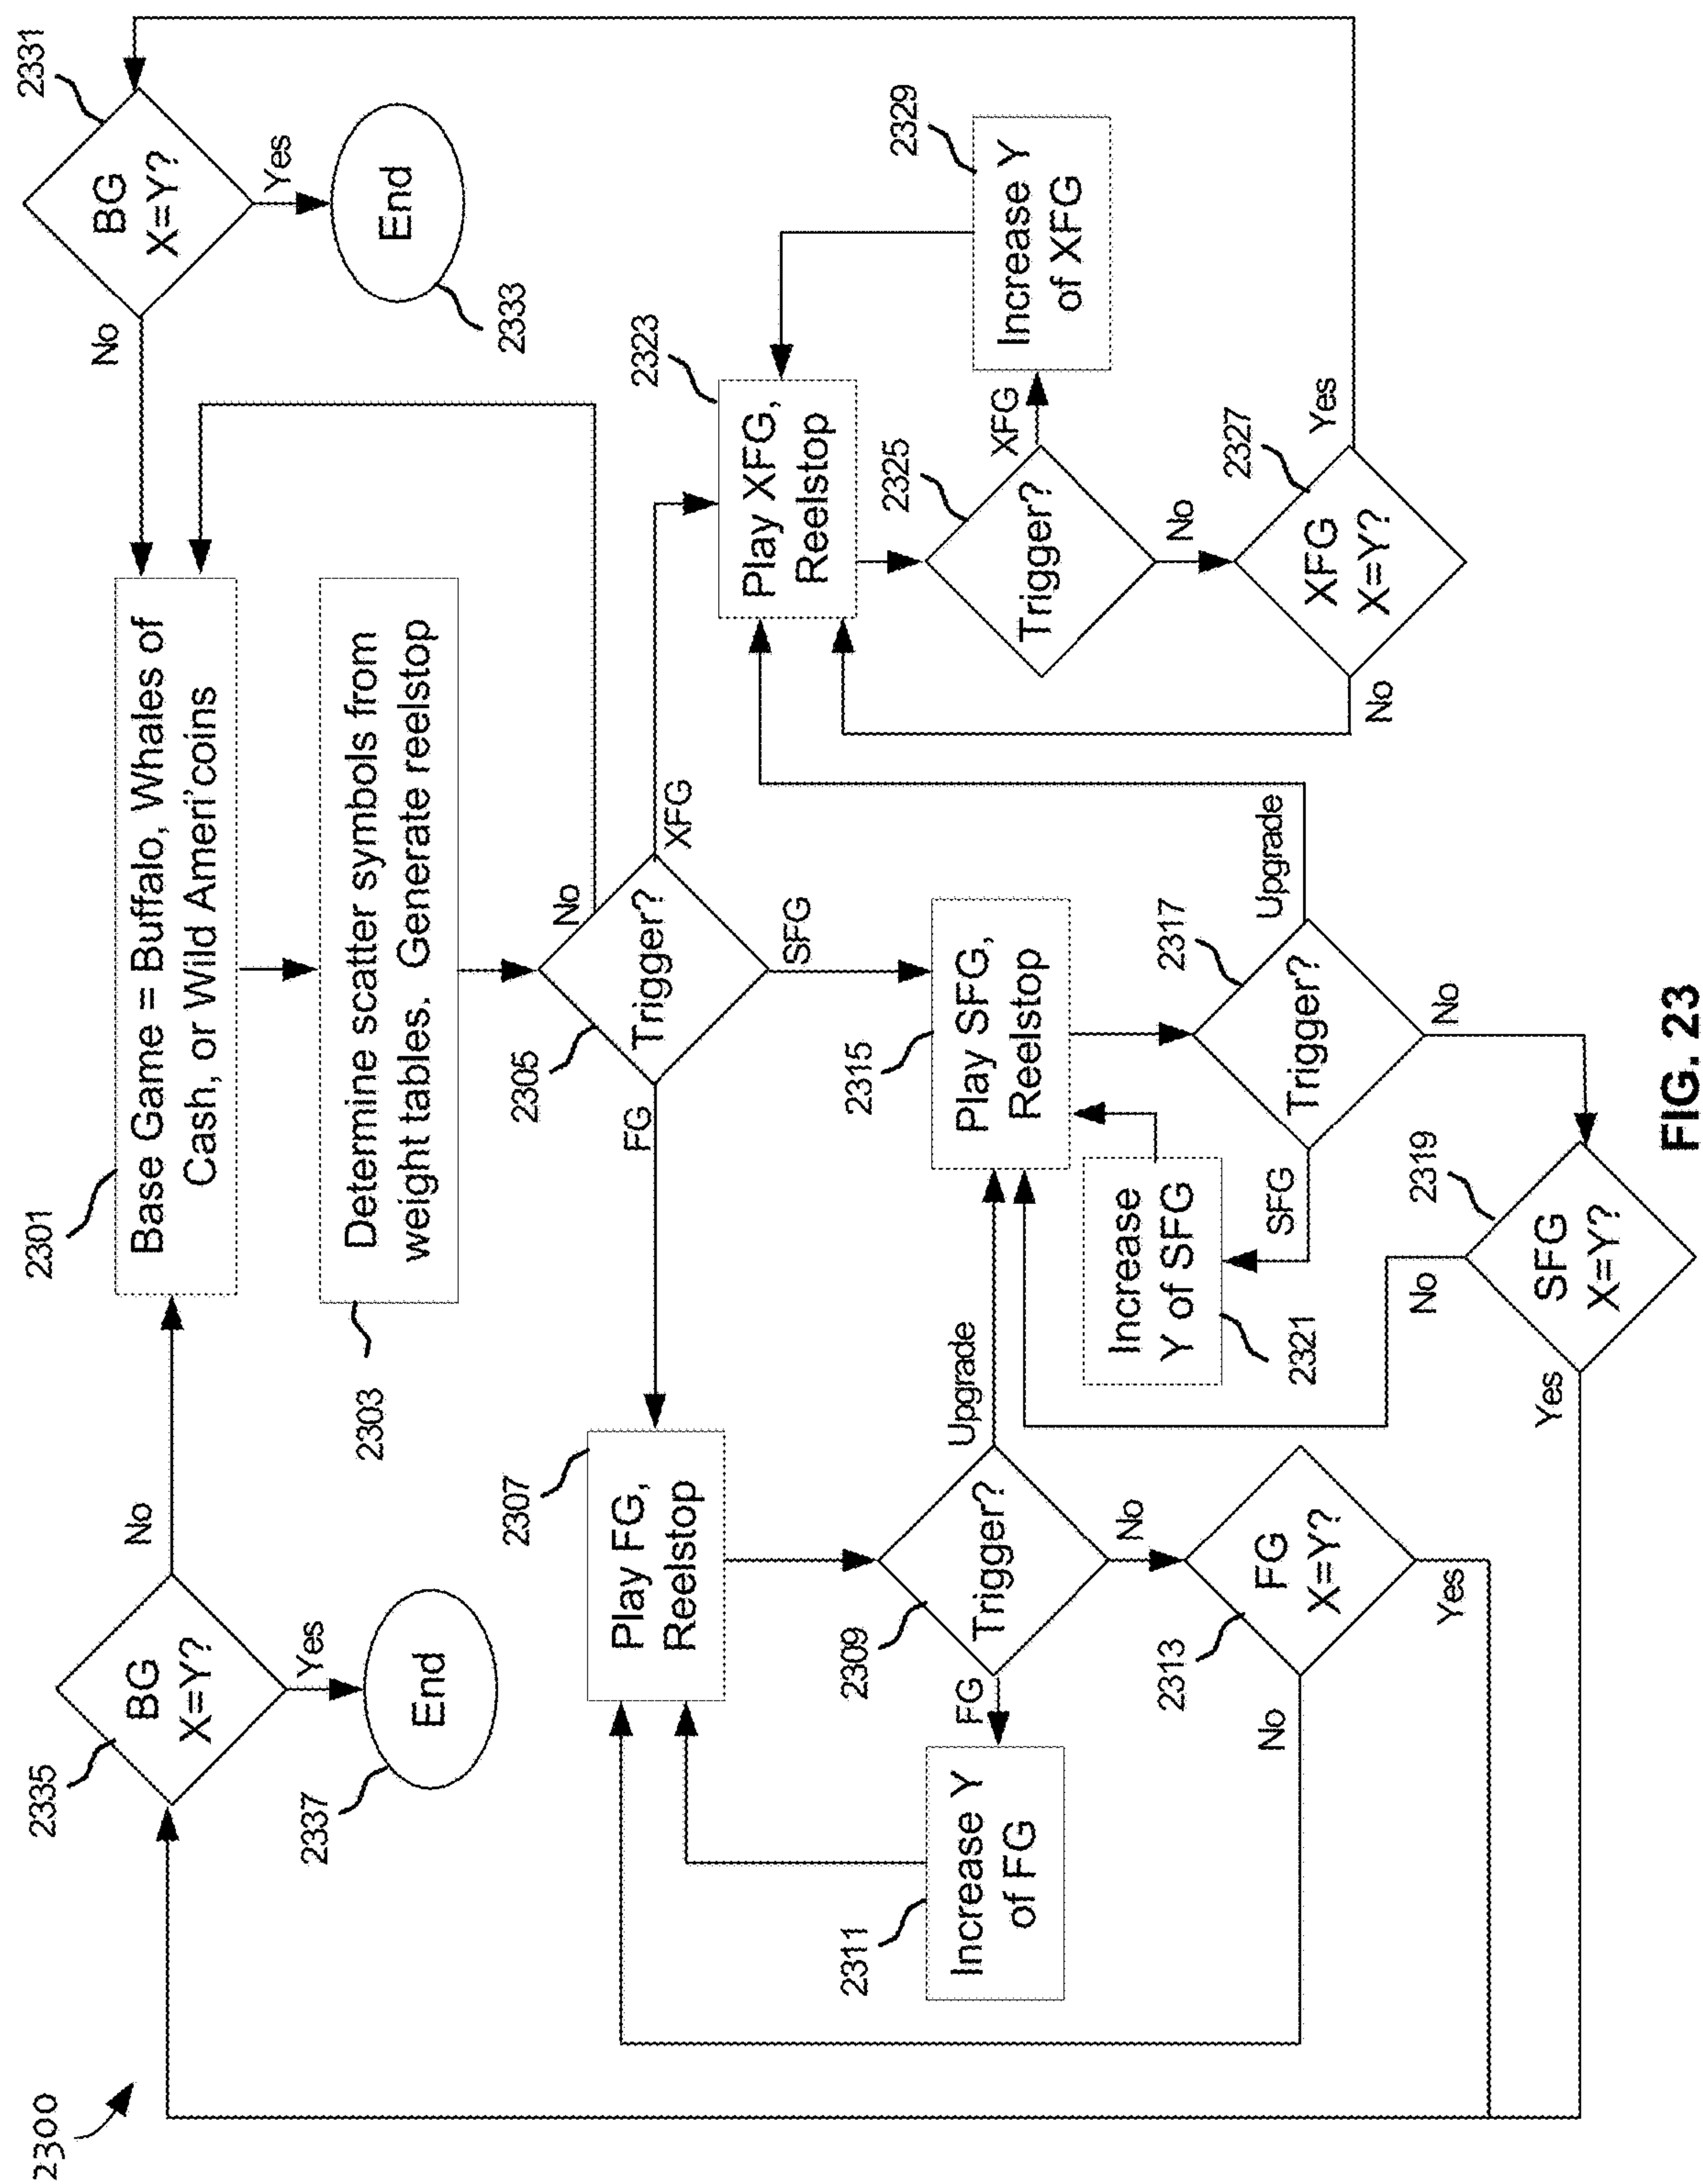 2300
2335
BG
X=Y?
No
Yes
2337
End
2301
Base Game = Buffalo, Whales of
Cash, or Wild Ameri'coins
2303
Determine scatter symbols from
weight tables. Generate reelstop
No
BG
X=Y?
2331
Yes
End
2333
2305
Trigger?
No
FG
SFG
XFG
2307
Play FG,
Reelstop
2309
Trigger?
Upgrade
FG
No
2311
Increase Y
of FG
2313
FG
X=Y?
No
Yes
2315
Play SFG,
Reelstop
2317
Trigger?
Upgrade
SFG
No
Increase
Y of SFG
2321
2319
SFG
X=Y?
No
Yes
2323
Play XFG,
Reelstop
2325
Trigger?
XFG
No
2329
Increase Y
of XFG
2327
XFG
X=Y?
No
Yes
FIG. 23